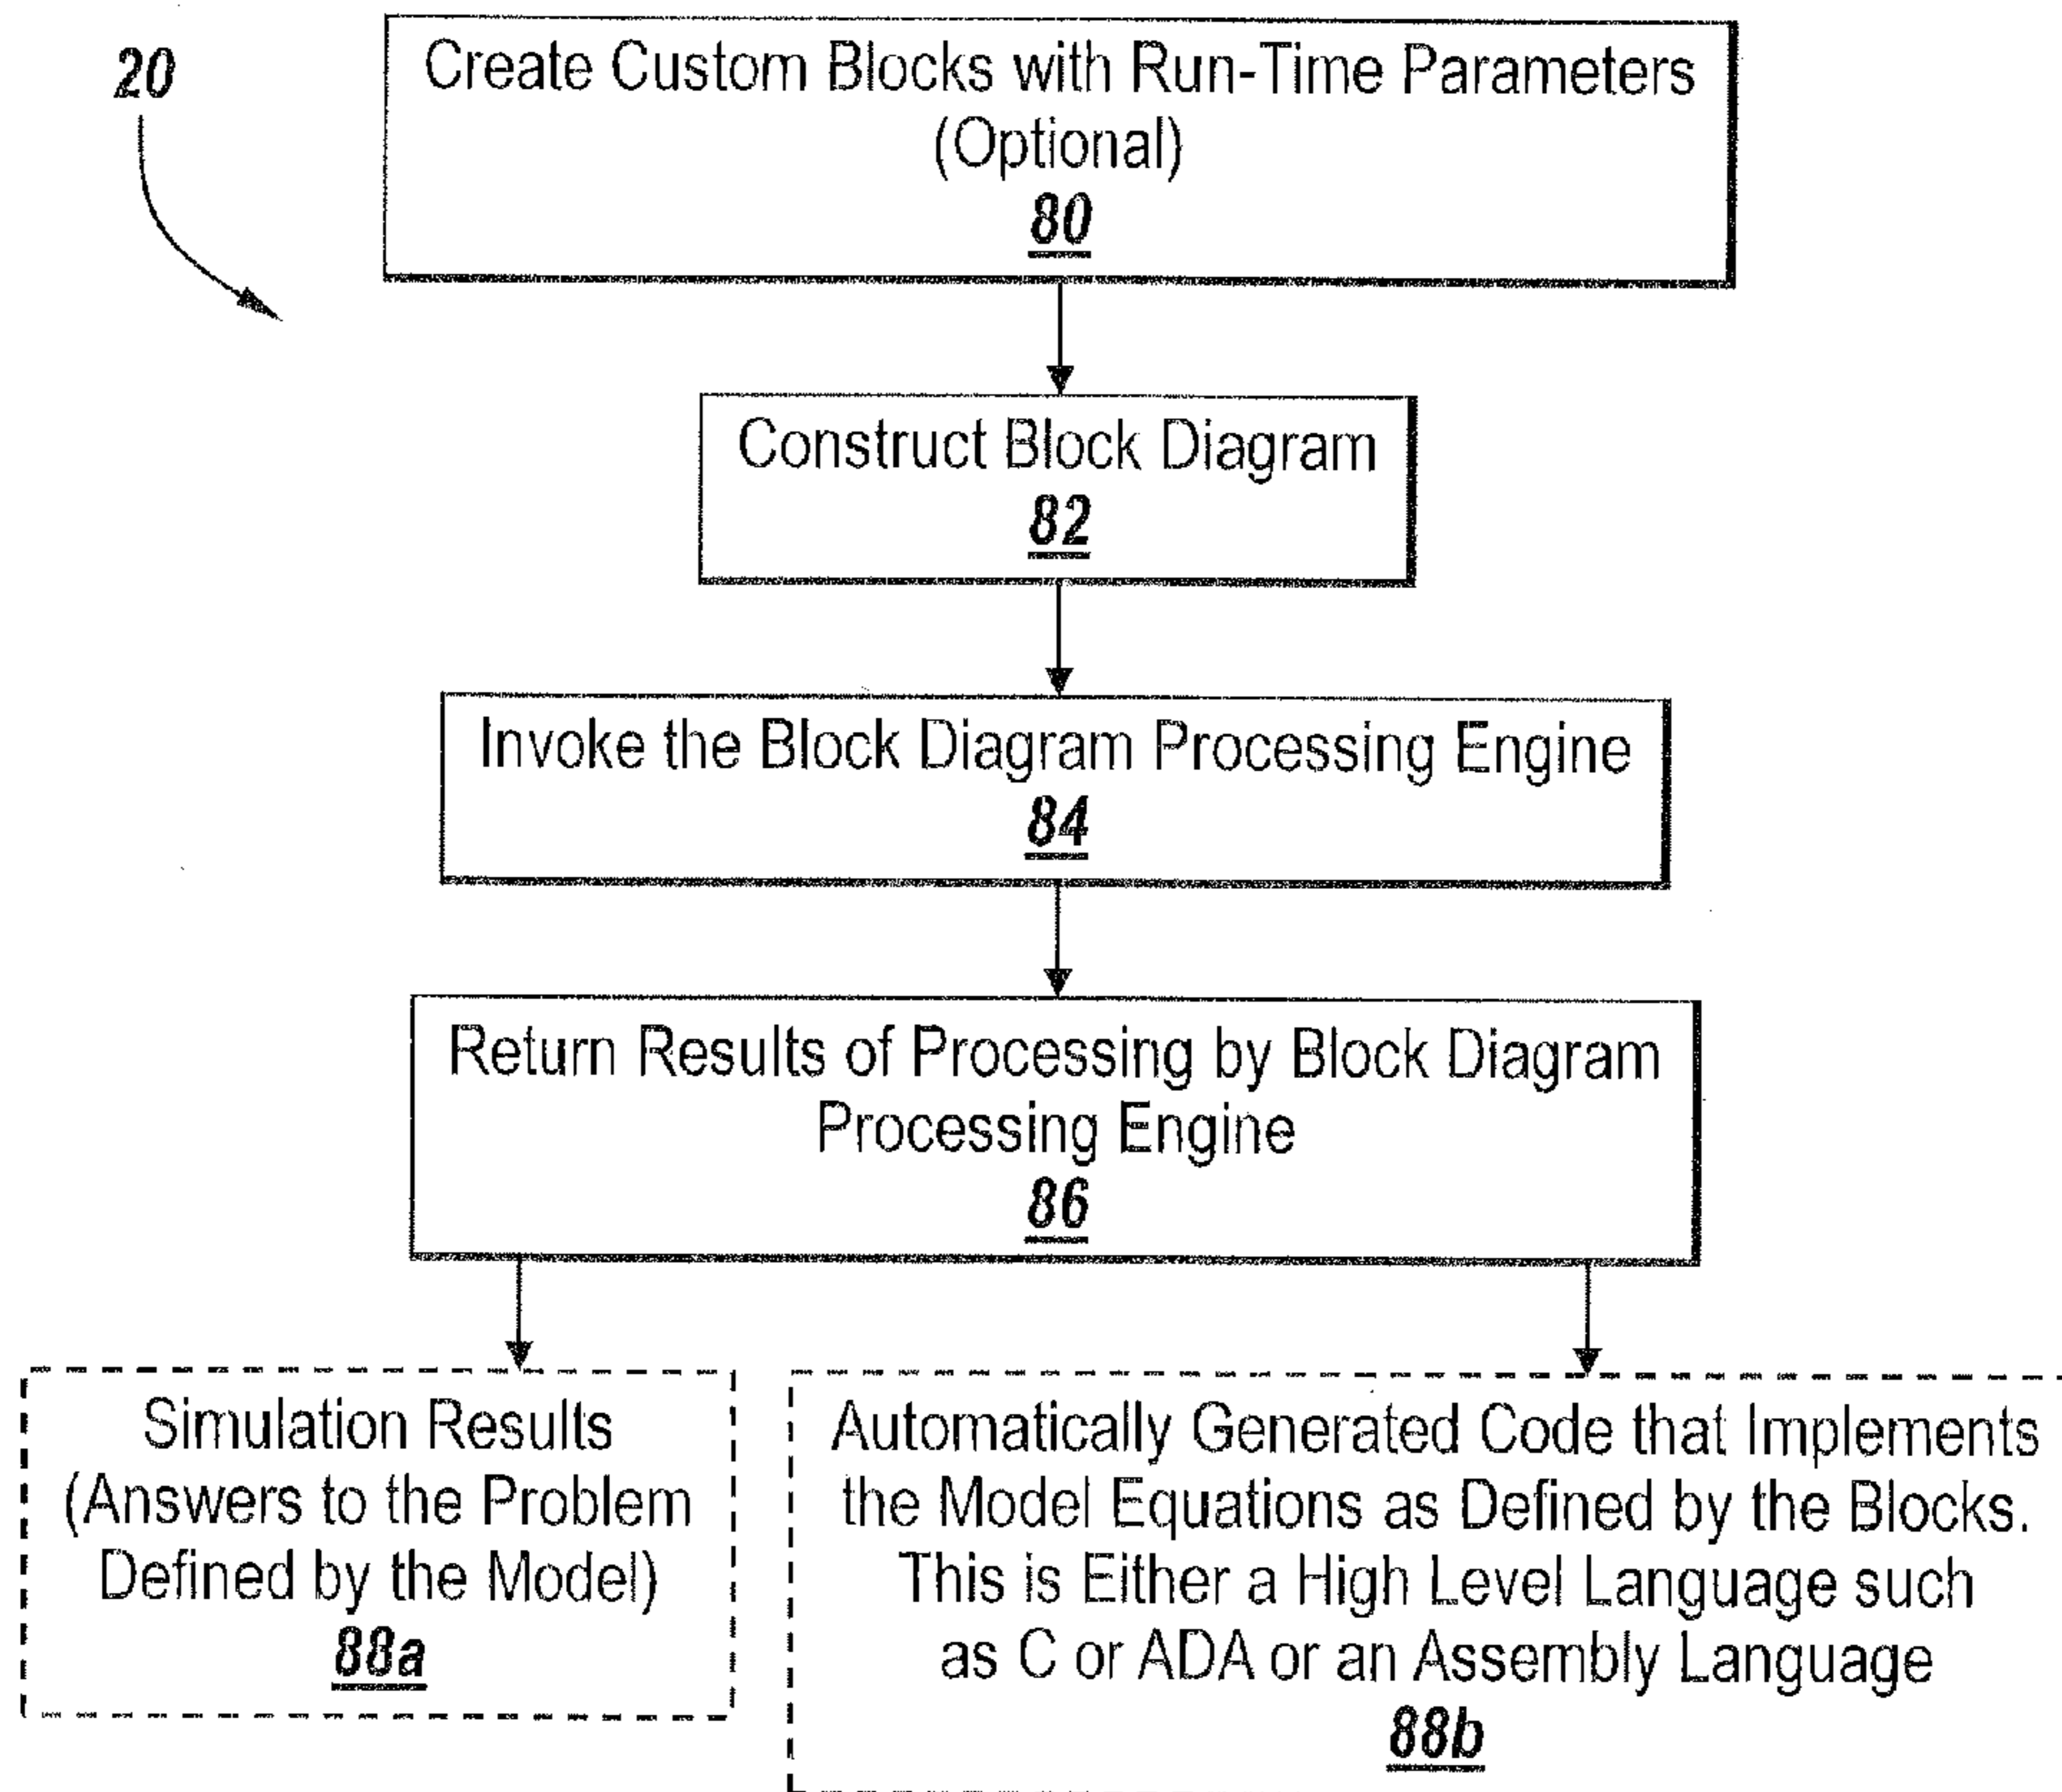 20
Create Custom Blocks with Run-Time Parameters
(Optional)
80
Construct Block Diagram
82
Invoke the Block Diagram Processing Engine
84
Return Results of Processing by Block Diagram
Processing Engine
86
Simulation Results
(Answers to the Problem
Defined by the Model)
88a
Automatically Generated Code that Implements
the Model Equations as Defined by the Blocks.
This is Either a High Level Language such
as C or ADA or an Assembly Language
88b